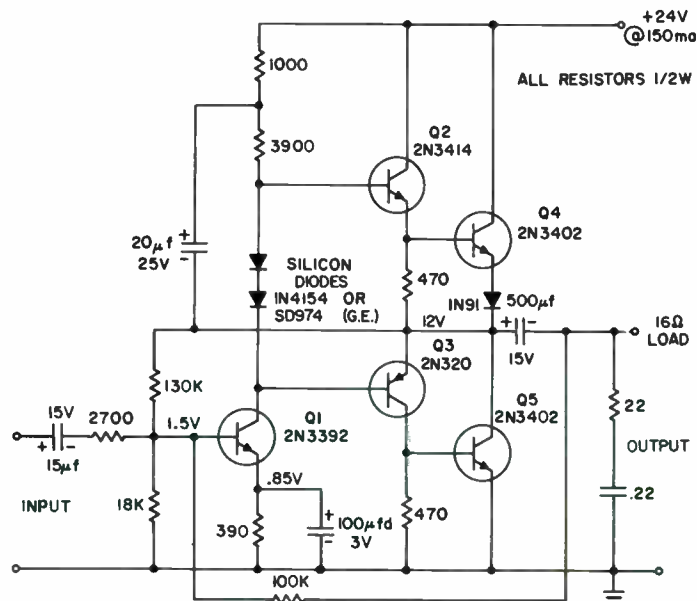 +24V
@150ma
1000
ALL RESISTORS 1/2W
3900
Q2
2N3414
Q4
2N3402
20µf
25V
+
-
SILICON
DIODES
IN4154 OR
SD974 (G.E.)
470
IN91
500µf
+ -
15V
12V
16Ω
LOAD
Q3
2N320
130K
15V
2700
1.5V
Q1
2N3392
Q5
2N3402
22
+ -
15µf
INPUT
18K
.85V
390
+
-
100µfd
3V
470
OUTPUT
.22
100K